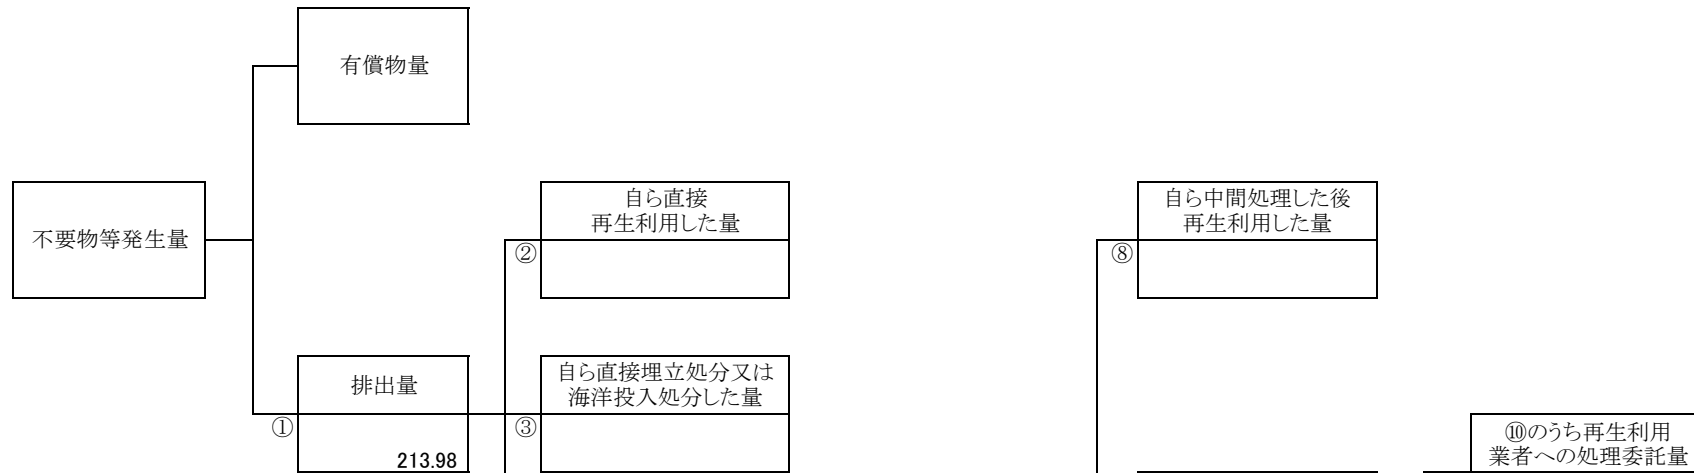 有償物量
自ら直接
再生利用した量
自ら中間処理した後
再生利用した量
不要物等発生量
②
⑧
排出量
自ら直接埋立処分又は
海洋投入処分した量
①
③
213.98
⑩のうち再生利用
業者への処理委託量